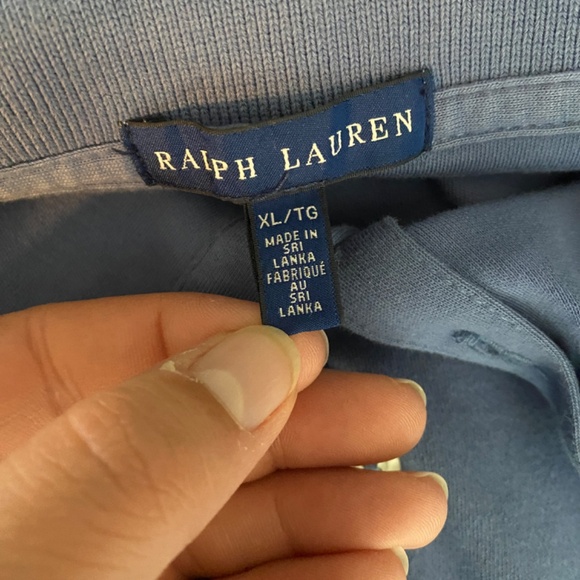 RALPH LAUREN
XL/TG
MADE IN
SRI
LANKA
FABRIQUÉ
AU
SRI
LANKA